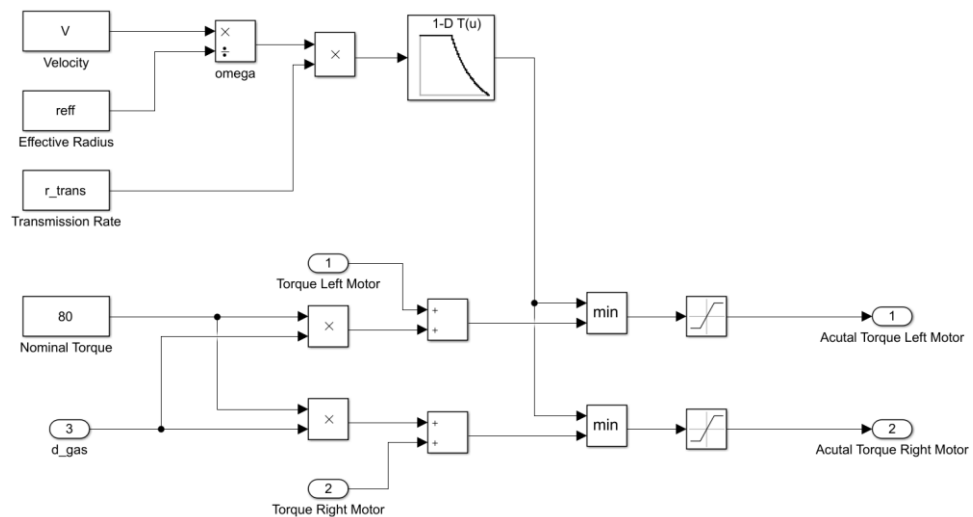 V
Velocity
×
÷
omega
×
1-D T(u)
reff
Effective Radius
r_trans
Transmission Rate
1
Torque Left Motor
80
Nominal Torque
×
+
+
min
1
Acutal Torque Left Motor
3
d_gas
×
+
+
min
2
Acutal Torque Right Motor
2
Torque Right Motor